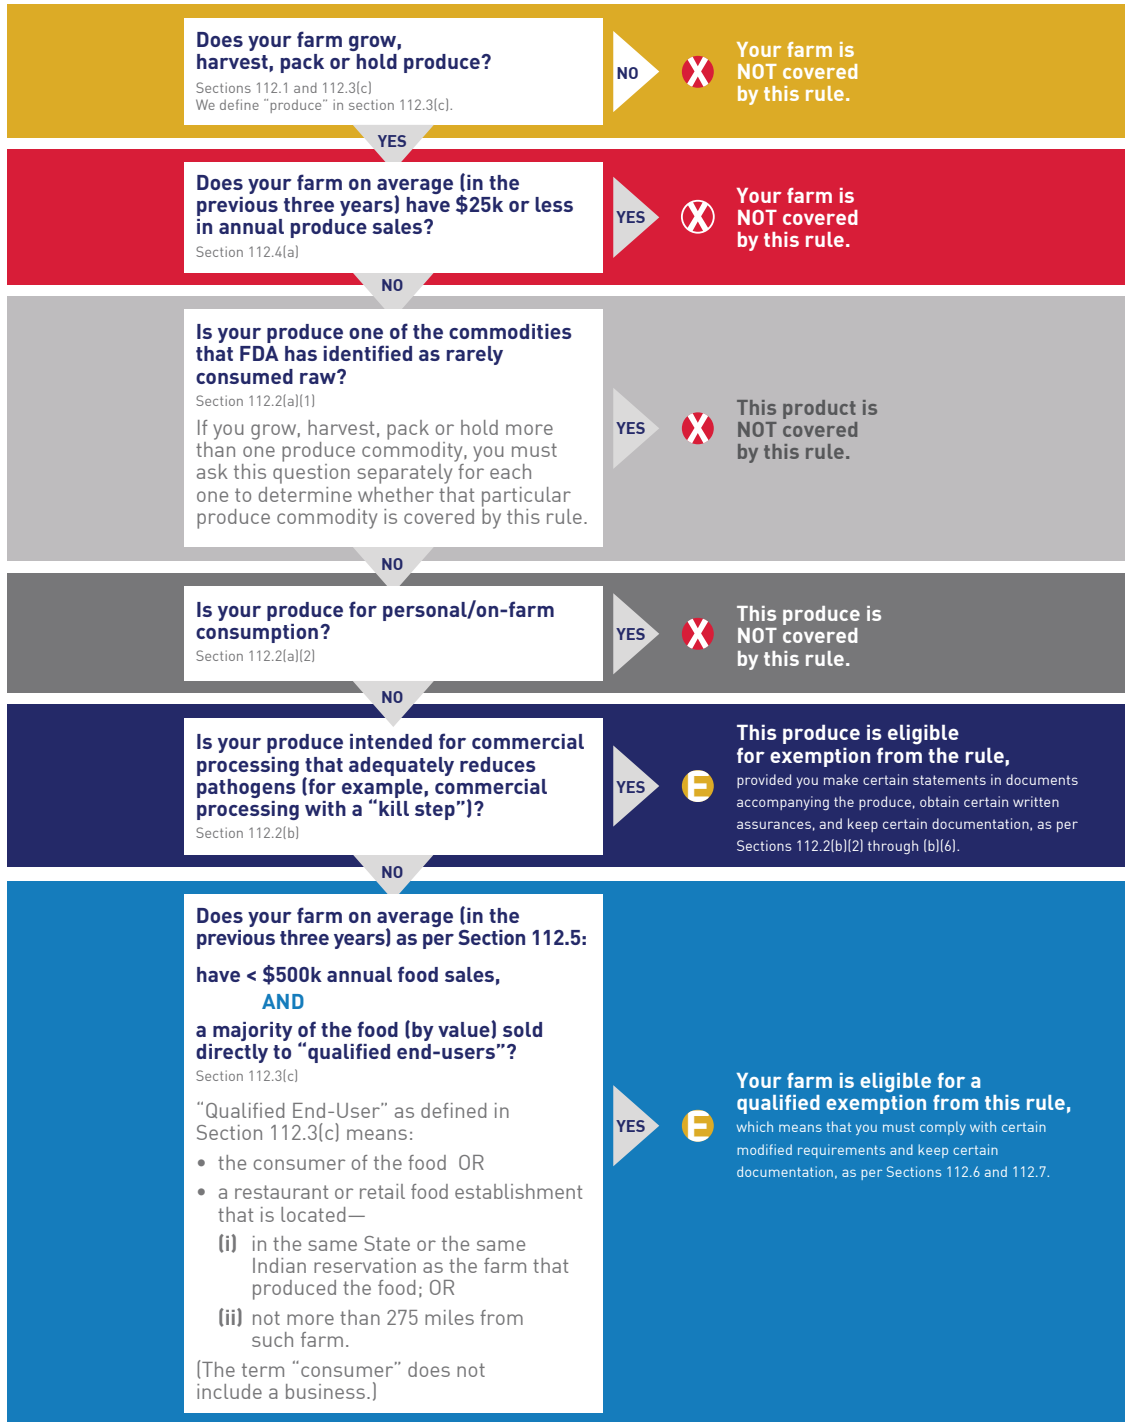 Does your farm grow,
harvest, pack or hold produce?
Sections 112.1 and 112.3(c)
We define “produce” in section 112.3(c).
NO
X
Your farm is
NOT covered
by this rule.
YES
Does your farm on average (in the
previous three years) have $25k or less
in annual produce sales?
Section 112.4(a)
YES
X
Your farm is
NOT covered
by this rule.
NO
Is your produce one of the commodities
that FDA has identified as rarely
consumed raw?
Section 112.2(a)(1)
If you grow, harvest, pack or hold more
than one produce commodity, you must
ask this question separately for each
one to determine whether that particular
produce commodity is covered by this rule.
YES
X
This product is
NOT covered
by this rule.
NO
Is your produce for personal/on-farm
consumption?
Section 112.2(a)(2)
YES
X
This produce is
NOT covered
by this rule.
NO
Is your produce intended for commercial
processing that adequately reduces
pathogens (for example, commercial
processing with a “kill step”)?
Section 112.2(b)
YES
E
This produce is eligible
for exemption from the rule,
provided you make certain statements in documents
accompanying the produce, obtain certain written
assurances, and keep certain documentation, as per
Sections 112.2(b)(2) through (b)(6).
NO
Does your farm on average (in the
previous three years) as per Section 112.5:
have < $500k annual food sales,
AND
a majority of the food (by value) sold
directly to “qualified end-users”?
Section 112.3(c)
“Qualified End-User” as defined in
Section 112.3(c) means:
• the consumer of the food OR
• a restaurant or retail food establishment
that is located—
(i) in the same State or the same
Indian reservation as the farm that
produced the food; OR
(ii) not more than 275 miles from
such farm.
(The term “consumer” does not
include a business.)
YES
E
Your farm is eligible for a
qualified exemption from this rule,
which means that you must comply with certain
modified requirements and keep certain
documentation, as per Sections 112.6 and 112.7.